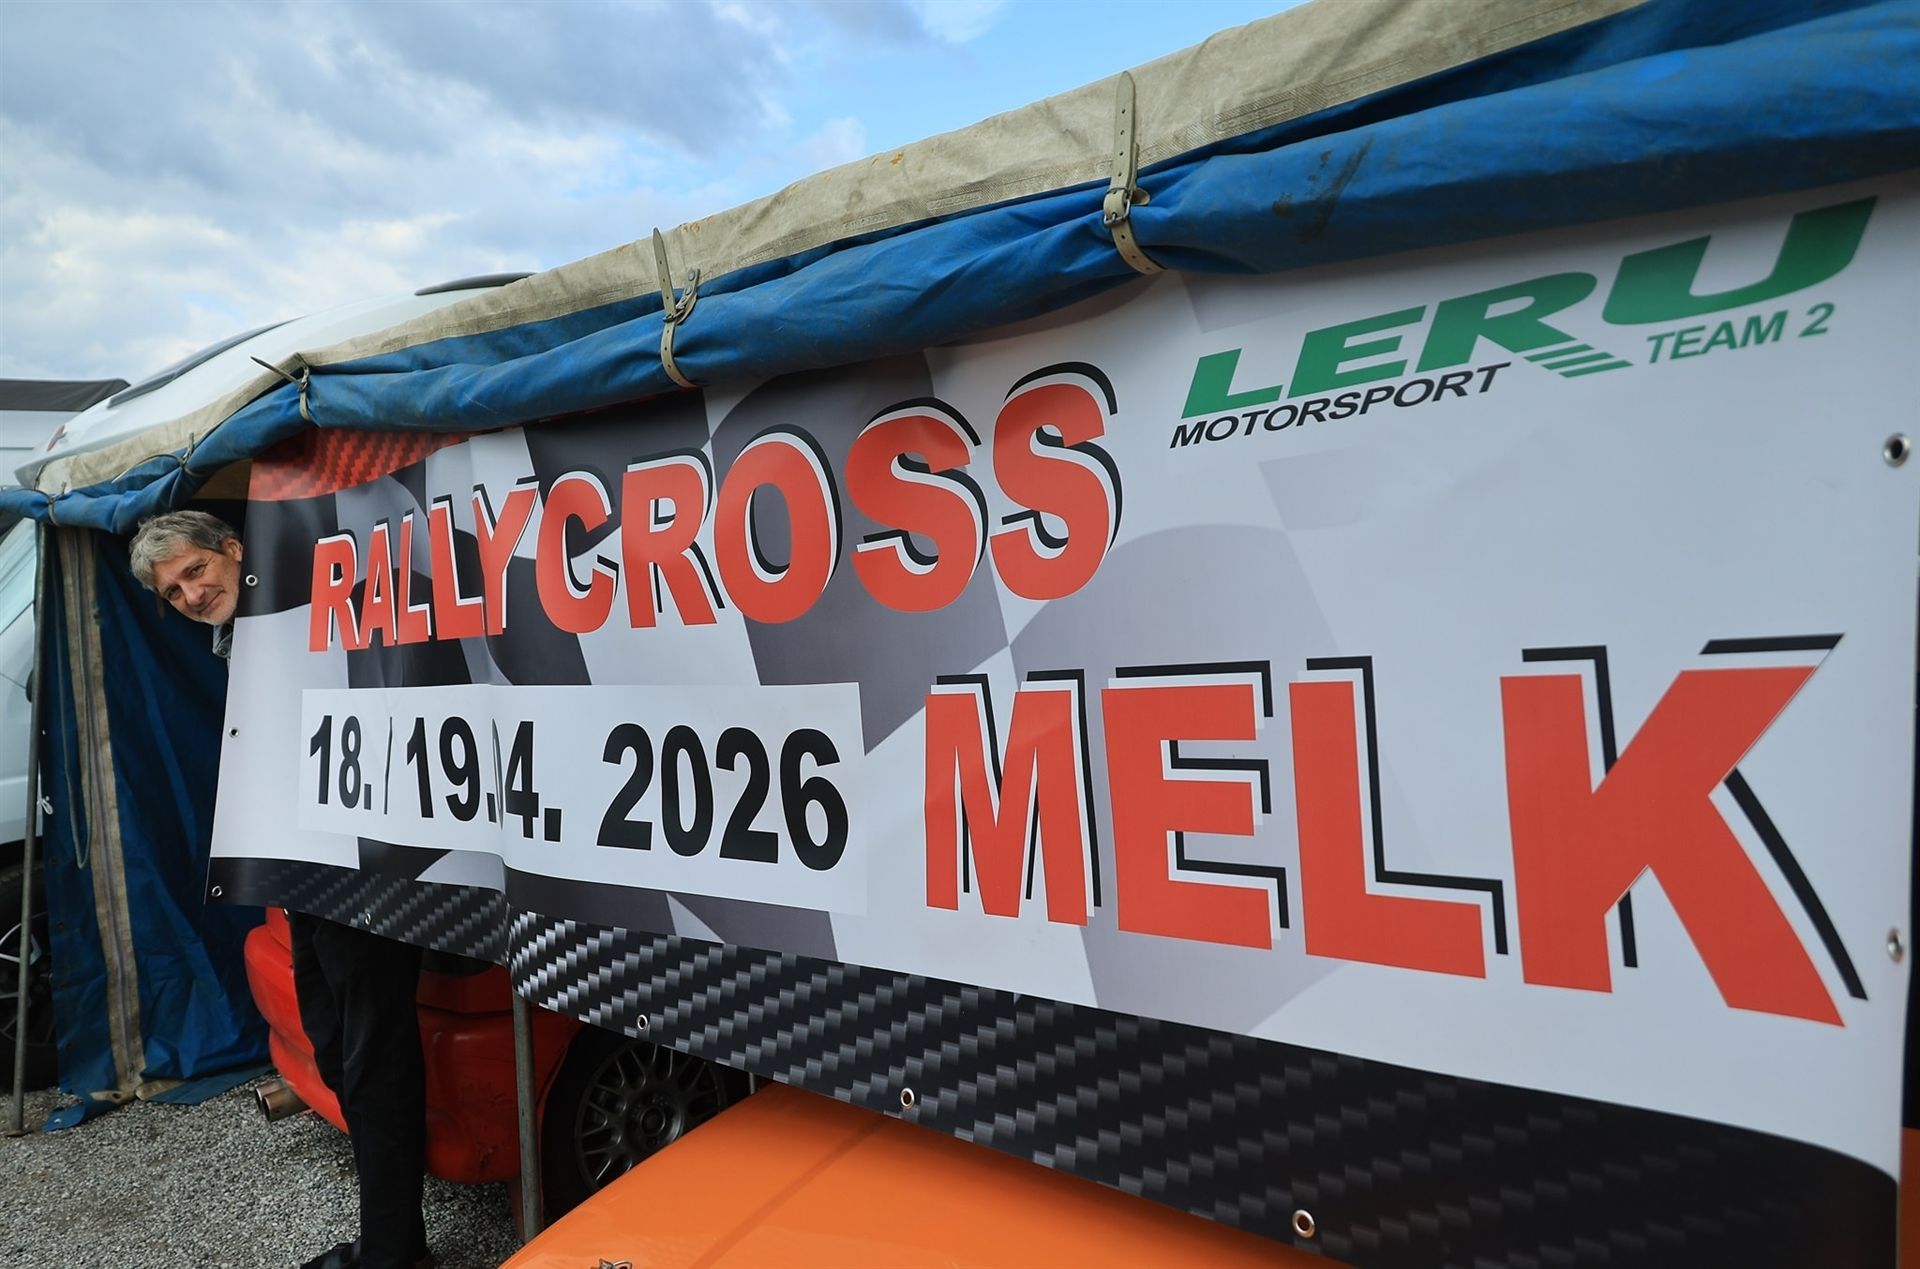 LERU
MOTORSPORT TEAM 2
RALLYCROSS
MELK
18. / 19.04. 2026